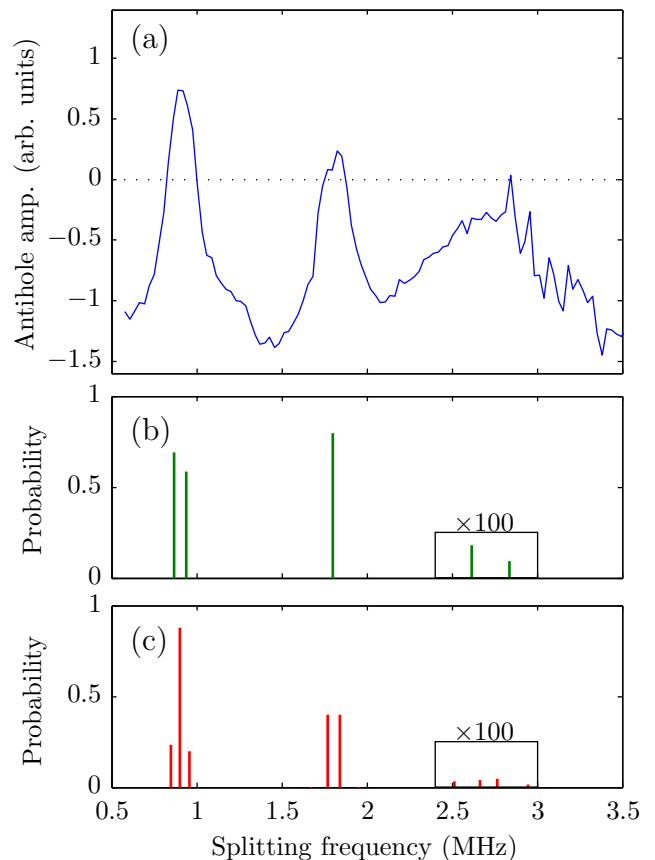 (a)
Antihole amp. (arb. units)
1
0.5
0
−0.5
−1
−1.5
(b)
Probability
1
0.5
0
×100
(c)
Probability
1
0.5
0
×100
0.5 1 1.5 2 2.5 3 3.5
Splitting frequency (MHz)